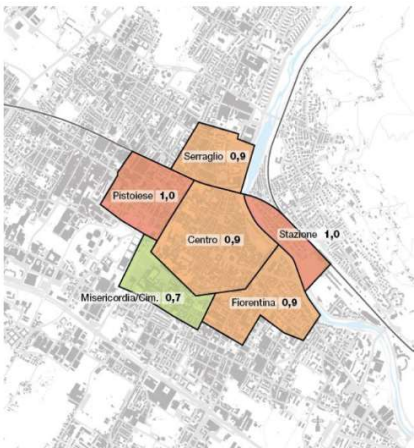 Serraglio 0,9
Pistoiese 1,0
Stazione 1,0
Centro 0,9
Misericordia/Cim. 0,7
Fiorentina 0,9